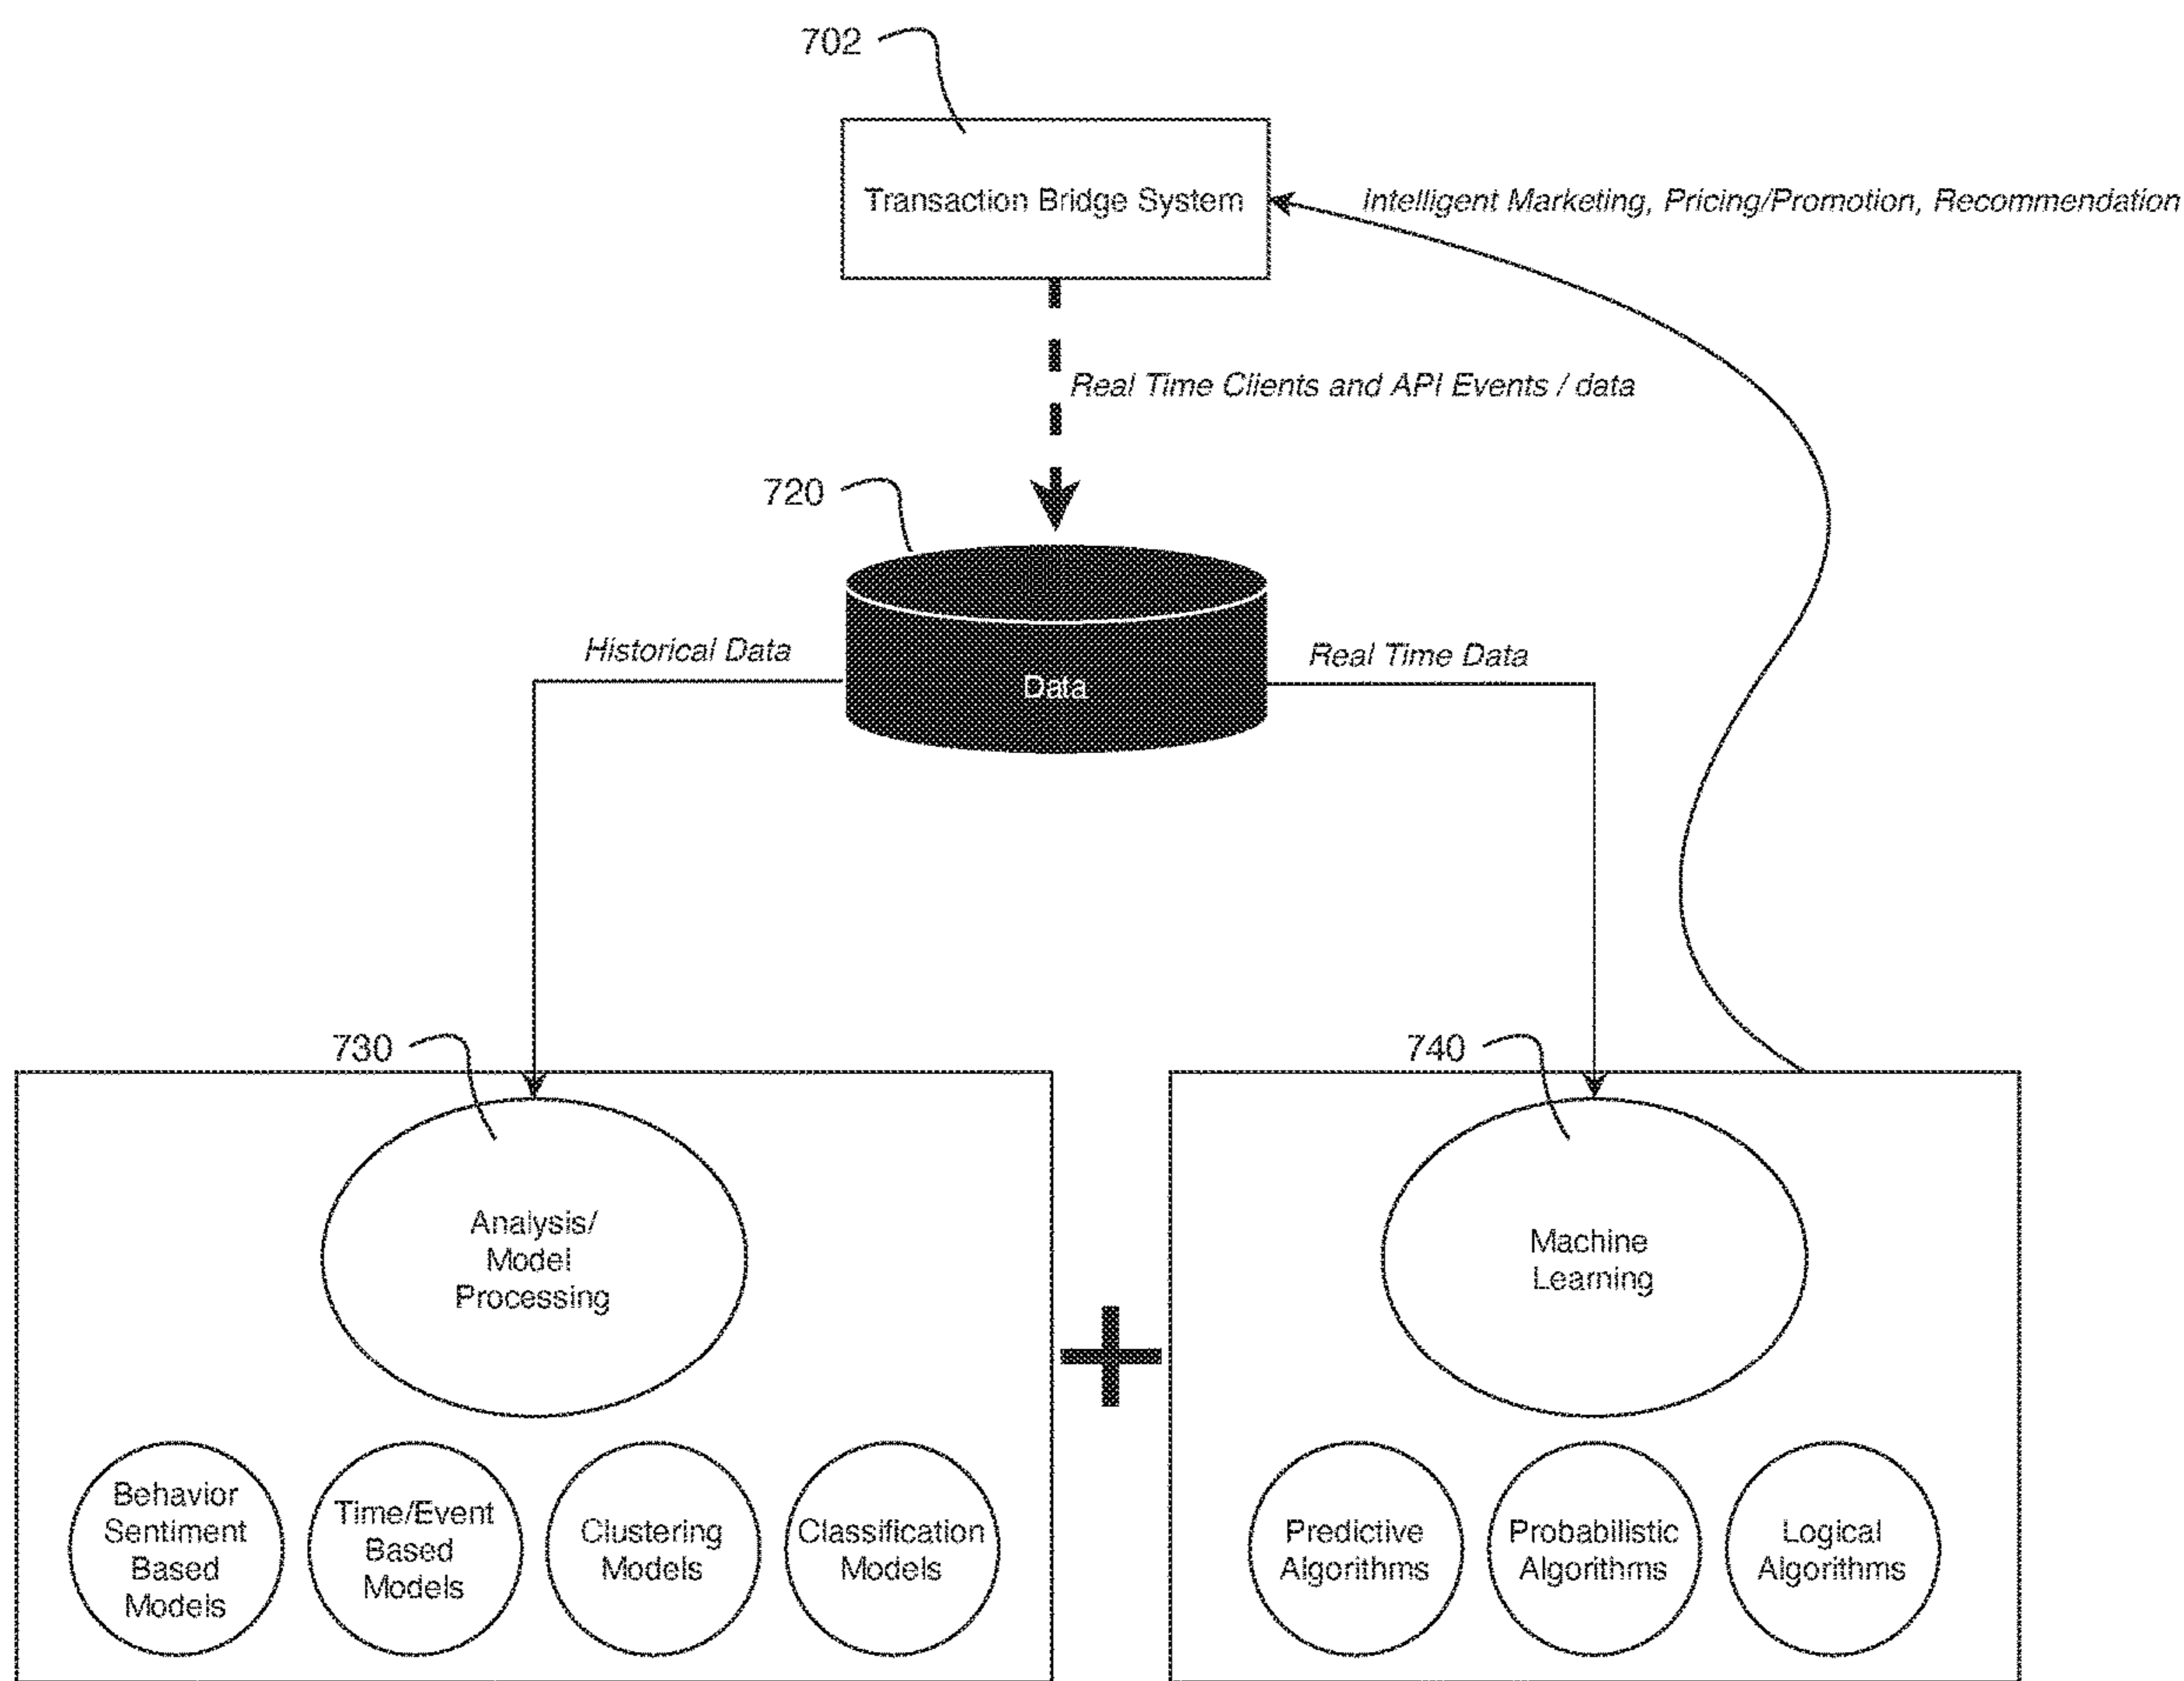 702
Transaction Bridge System
Intelligent Marketing, Pricing/Promotion, Recommendation
Real Time Clients and API Events / data
720
Historical Data
Data
Real Time Data
730
Analysis/
Model
Processing
740
Machine
Learning
Behavior
Sentiment
Based
Models
Time/Event
Based
Models
Clustering
Models
Classification
Models
Predictive
Algorithms
Probabilistic
Algorithms
Logical
Algorithms